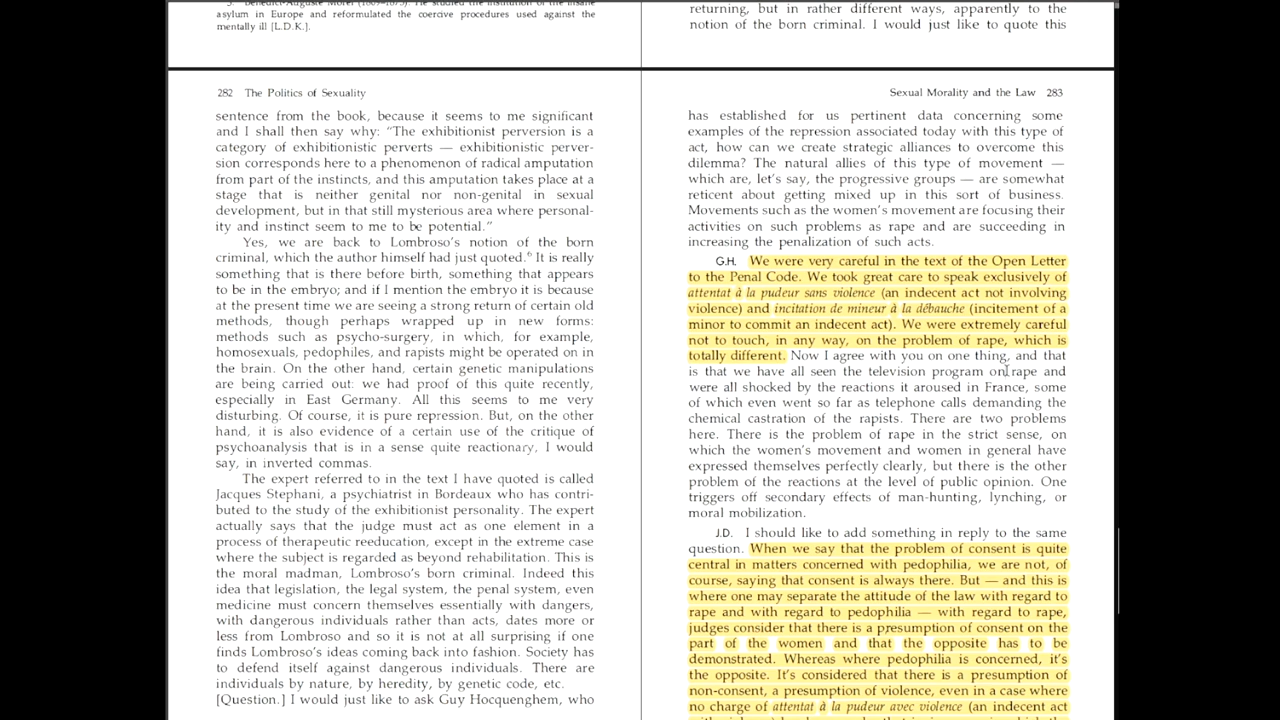 asylum in Europe and reformulated the coercive procedures used against the
mentally ill [L.D.K.].
returning, but in rather different ways, apparently to the
notion of the born criminal. I would just like to quote this
282 The Politics of Sexuality
sentence from the book, because it seems to me significant
and I shall then say why: “The exhibitionist perversion is a
category of exhibitionistic perverts — exhibitionistic perver-
sion corresponds here to a phenomenon of radical amputation
from part of the instincts, and this amputation takes place at a
stage that is neither genital nor non-genital in sexual
development, but in that still mysterious area where personal-
ity and instinct seem to me to be potential.”
Yes, we are back to Lombroso’s notion of the born
criminal, which the author himself had just quoted.6 It is really
something that is there before birth, something that appears
to be in the embryo; and if I mention the embryo it is because
at the present time we are seeing a strong return of certain old
methods, though perhaps wrapped up in new forms:
methods such as psycho-surgery, in which, for example,
homosexuals, pedophiles, and rapists might be operated on in
the brain. On the other hand, certain genetic manipulations
are being carried out: we had proof of this quite recently,
especially in East Germany. All this seems to me very
disturbing. Of course, it is pure repression. But, on the other
hand, it is also evidence of a certain use of the critique of
psychoanalysis that is in a sense quite reactionary, I would
say, in inverted commas.
The expert referred to in the text I have quoted is called
Jacques Stephani, a psychiatrist in Bordeaux who has contri-
buted to the study of the exhibitionist personality. The expert
actually says that the judge must act as one element in a
process of therapeutic reeducation, except in the extreme case
where the subject is regarded as beyond rehabilitation. This is
the moral madman, Lombroso’s born criminal. Indeed this
idea that legislation, the legal system, the penal system, even
medicine must concern themselves essentially with dangers,
with dangerous individuals rather than acts, dates more or
less from Lombroso and so it is not at all surprising if one
finds Lombroso’s ideas coming back into fashion. Society has
to defend itself against dangerous individuals. There are
individuals by nature, by heredity, by genetic code, etc.
[Question.] I would just like to ask Guy Hocquenghem, who
Sexual Morality and the Law 283
has established for us pertinent data concerning some
examples of the repression associated today with this type of
act, how can we create strategic alliances to overcome this
dilemma? The natural allies of this type of movement —
which are, let’s say, the progressive groups — are somewhat
reticent about getting mixed up in this sort of business.
Movements such as the women’s movement are focusing their
activities on such problems as rape and are succeeding in
increasing the penalization of such acts.
G.H. We were very careful in the text of the Open Letter
to the Penal Code. We took great care to speak exclusively of
attentat à la pudeur sans violence (an indecent act not involving
violence) and incitation de mineur à la débauche (incitement of a
minor to commit an indecent act). We were extremely careful
not to touch, in any way, on the problem of rape, which is
totally different. Now I agree with you on one thing, and that
is that we have all seen the television program on rape and
were all shocked by the reactions it aroused in France, some
of which even went so far as telephone calls demanding the
chemical castration of the rapists. There are two problems
here. There is the problem of rape in the strict sense, on
which the women’s movement and women in general have
expressed themselves perfectly clearly, but there is the other
problem of the reactions at the level of public opinion. One
triggers off secondary effects of man-hunting, lynching, or
moral mobilization.
J.D. I should like to add something in reply to the same
question. When we say that the problem of consent is quite
central in matters concerned with pedophilia, we are not, of
course, saying that consent is always there. But — and this is
where one may separate the attitude of the law with regard to
rape and with regard to pedophilia — with regard to rape,
judges consider that there is a presumption of consent on the
part of the women and that the opposite has to be
demonstrated. Whereas where pedophilia is concerned, it’s
the opposite. It’s considered that there is a presumption of
non-consent, a presumption of violence, even in a case where
no charge of attentat à la pudeur avec violence (an indecent act